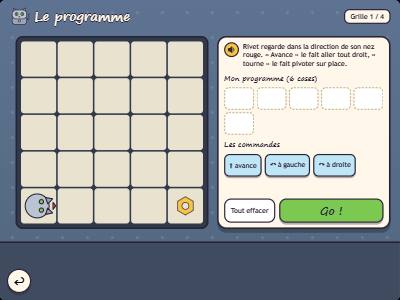 Le programme
Grille 1 / 4
Rivet regarde dans la direction de son nez
rouge. « Avance » le fait aller tout droit, «
tourne » le fait pivoter sur place.
Mon programme (6 cases)
Les commandes
↑ avance
↶ à gauche
↷ à droite
Tout effacer
Go !